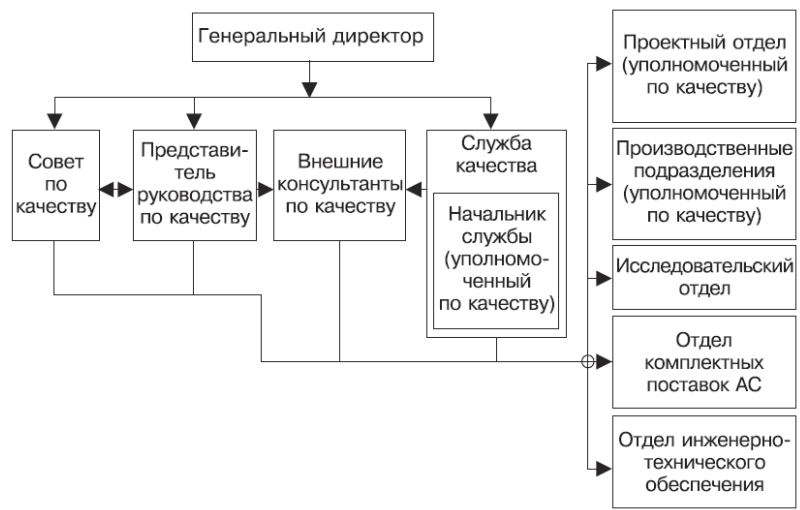 Генеральный директор
Совет
по
качеству
Представи-
тель
руководства
по качеству
Внешние
консультанты
по качеству
Служба
качества
Начальник
службы
(уполномо-
ченный
по качеству)
Проектный отдел
(уполномоченный
по качеству)
Производственные
подразделения
(уполномоченный
по качеству)
Исследовательский
отдел
Отдел
комплектных
поставок АС
Отдел инженерно-
технического
обеспечения